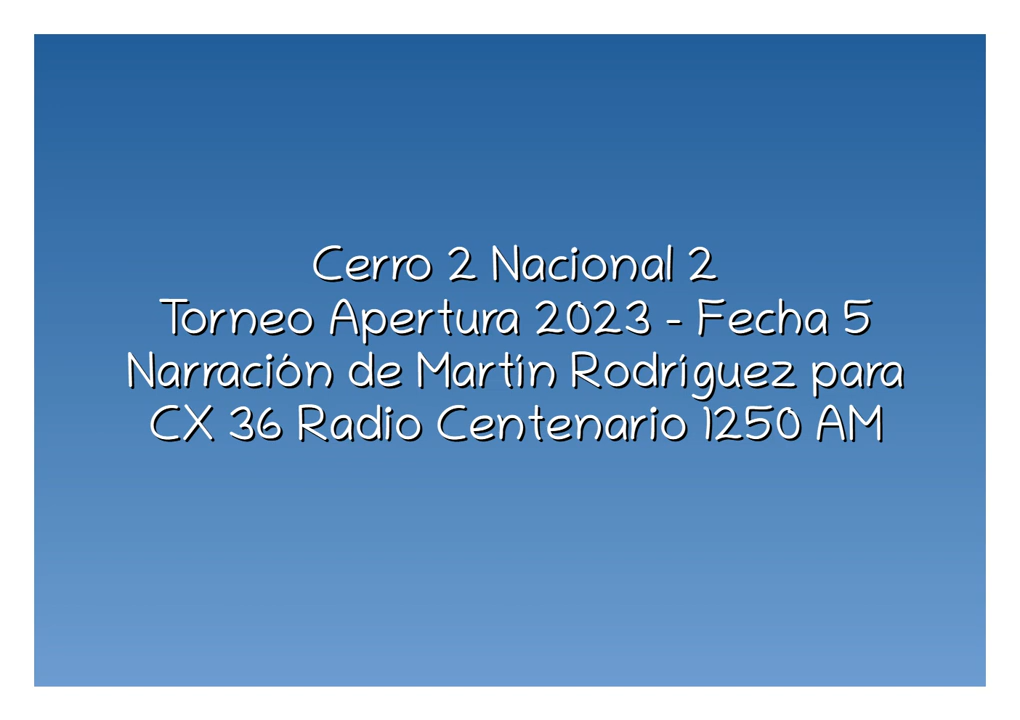 Cerro 2 Nacional 2
Torneo Apertura 2023 - Fecha 5
Narración de Martín Rodríguez para
CX 36 Radio Centenario 1250 AM